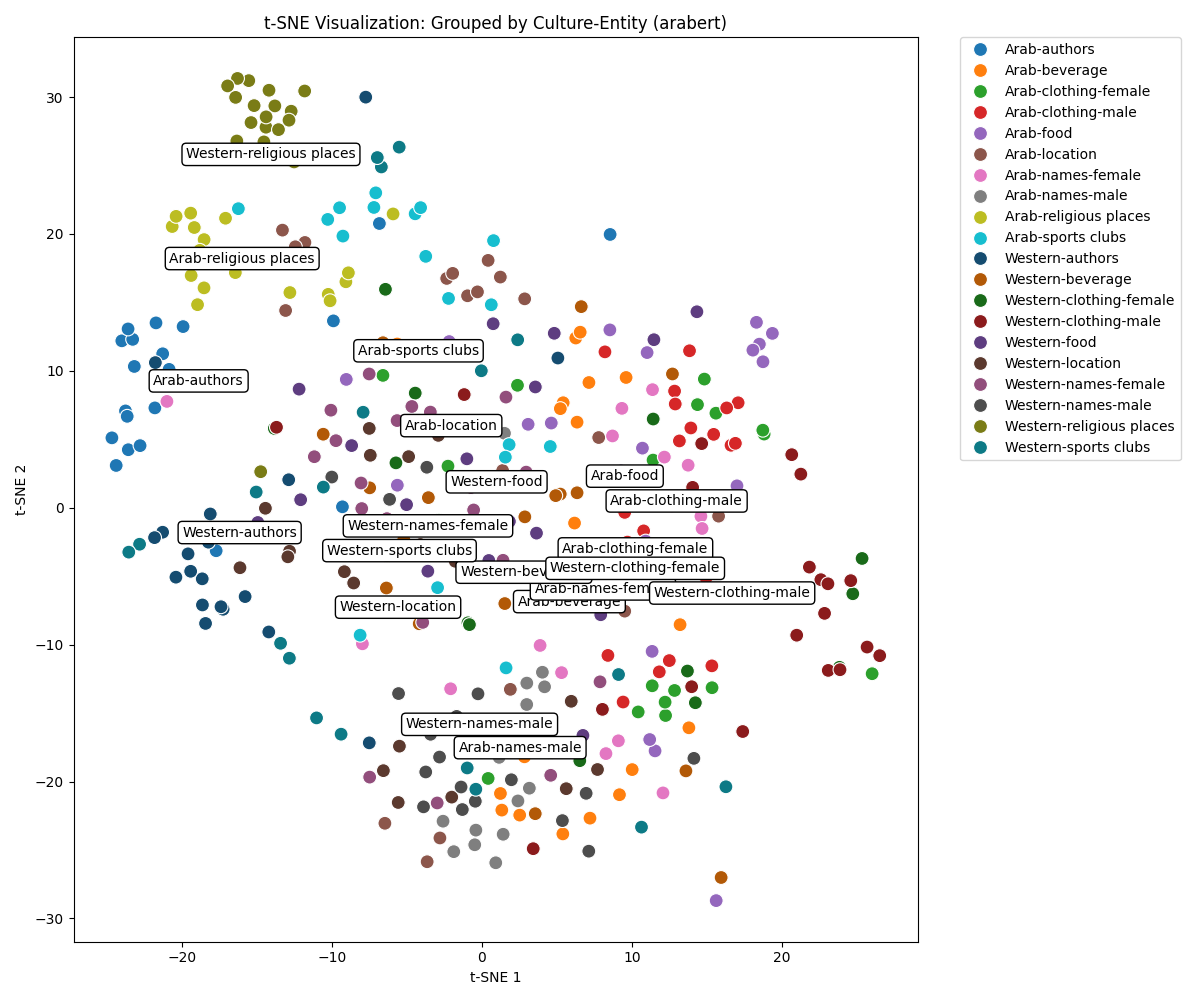 t-SNE Visualization: Grouped by Culture-Entity (arabert)
Arab-authors
Arab-beverage
Arab-clothing-female
Arab-clothing-male
Arab-food
Arab-location
Arab-names-female
Arab-names-male
Arab-religious places
Arab-sports clubs
Western-authors
Western-beverage
Western-clothing-female
Western-clothing-male
Western-food
Western-location
Western-names-female
Western-names-male
Western-religious places
Western-sports clubs
t-SNE 2
30
20
10
0
−10
−20
−30
Western-religious places
Arab-religious places
Arab-sports clubs
Arab-authors
Arab-location
Arab-food
Western-food
Arab-clothing-male
Western-names-female
Western-authors
Arab-clothing-female
Western-sports clubs
Western-clothing-female
Western-bev
Arab-names-fem
Western-clothing-male
Arab-beverage
Western-location
Western-names-male
Arab-names-male
−20
−10
0
10
20
t-SNE 1